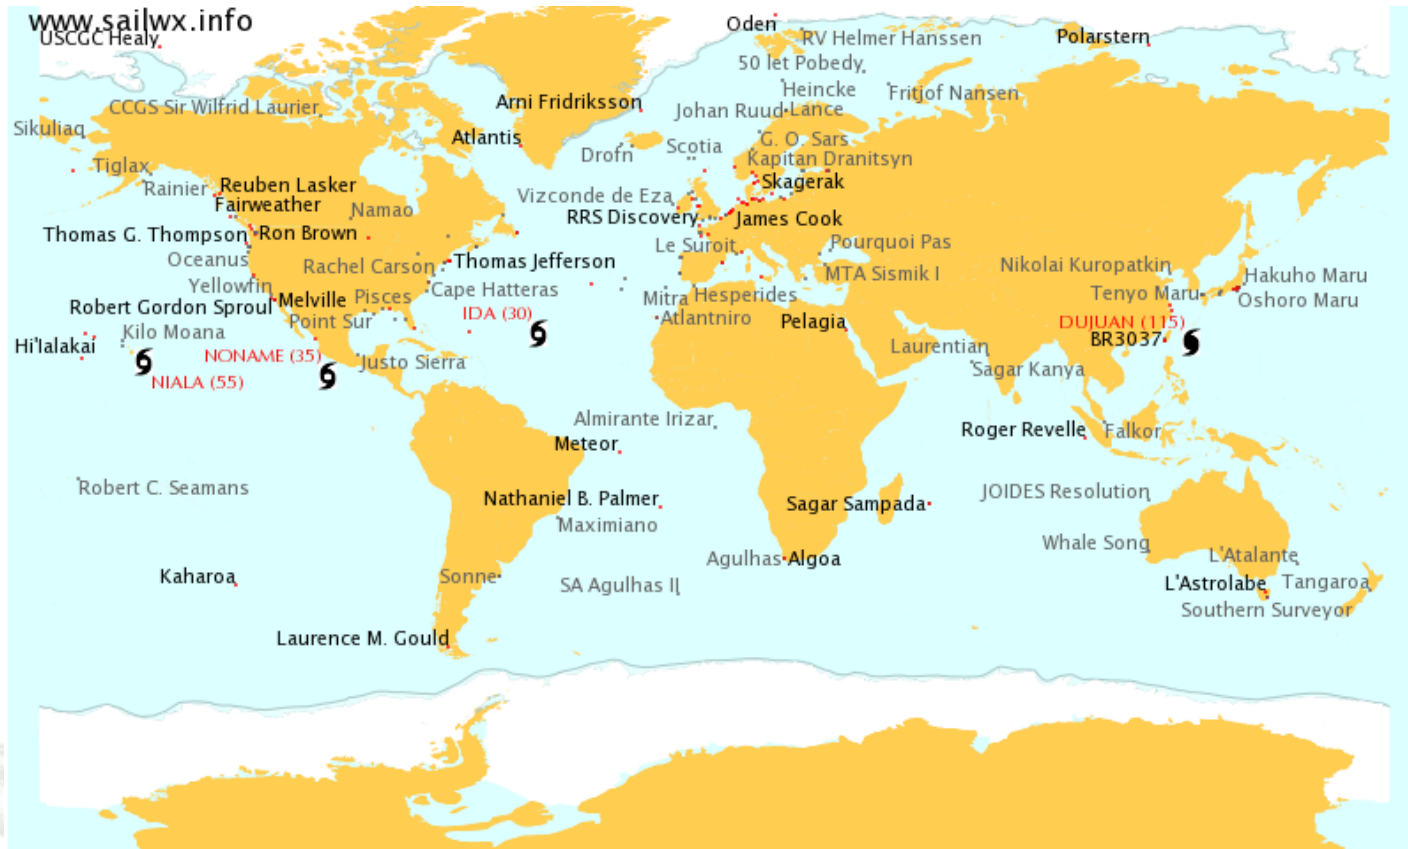 www.sailwx.info
USCGC Healy
Oden
RV Helmer Hanssen
Polarstern
50 let Pobedy
Heincke
Fritjof Nansen
CCGS Sir Wilfrid Laurier
Arni Fridriksson
Johan Ruud
Lance
Sikuliaq
Atlantis
G. O. Sars
Drofn
Scotia
Kapitan Dranitsyn
Tiglax
Rainier
Reuben Lasker
Skagerak
Vizconde de Eza
Fairweather
Namao
RRS Discovery
James Cook
Thomas G. Thompson
Ron Brown
Le Suroit
Pourquoi Pas
Oceanus
Rachel Carson
Thomas Jefferson
Nikolai Kuropatkin
MTA Sismik I
Hakuho Maru
Yellowfin
Melville
Pisces
Cape Hatteras
Mitra
Hesperides
Tenyo Maru
Oshoro Maru
Robert Gordon Sproul
Point Sur
IDA (30)
Atlantniro
Pelagia
DUJUAN (115)
Kilo Moana
BR3037
Hi'Ialakai
NONAME (35)
Justo Sierra
Laurentian
Sagar Kanya
NIALA (55)
Almirante Irizar
Meteor
Roger Revelle
Falkor
Robert C. Seamans
Nathaniel B. Palmer
Sagar Sampada
JOIDES Resolution
Maximiano
Whale Song
L'Atalante
Agulhas
Algoa
Kaharoa
Sonne
SA Agulhas II
L'Astrolabe
Tangaroa
Southern Surveyor
Laurence M. Gould